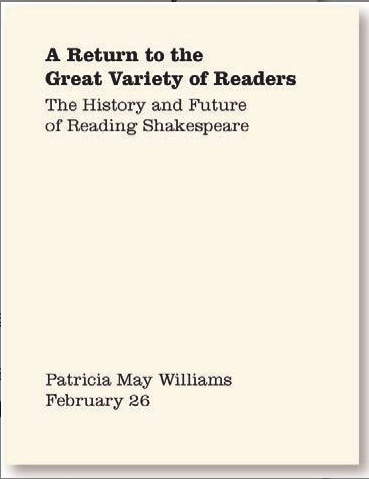 A Return to the
Great Variety of Readers
The History and Future
of Reading Shakespeare
Patricia May Williams
February 26